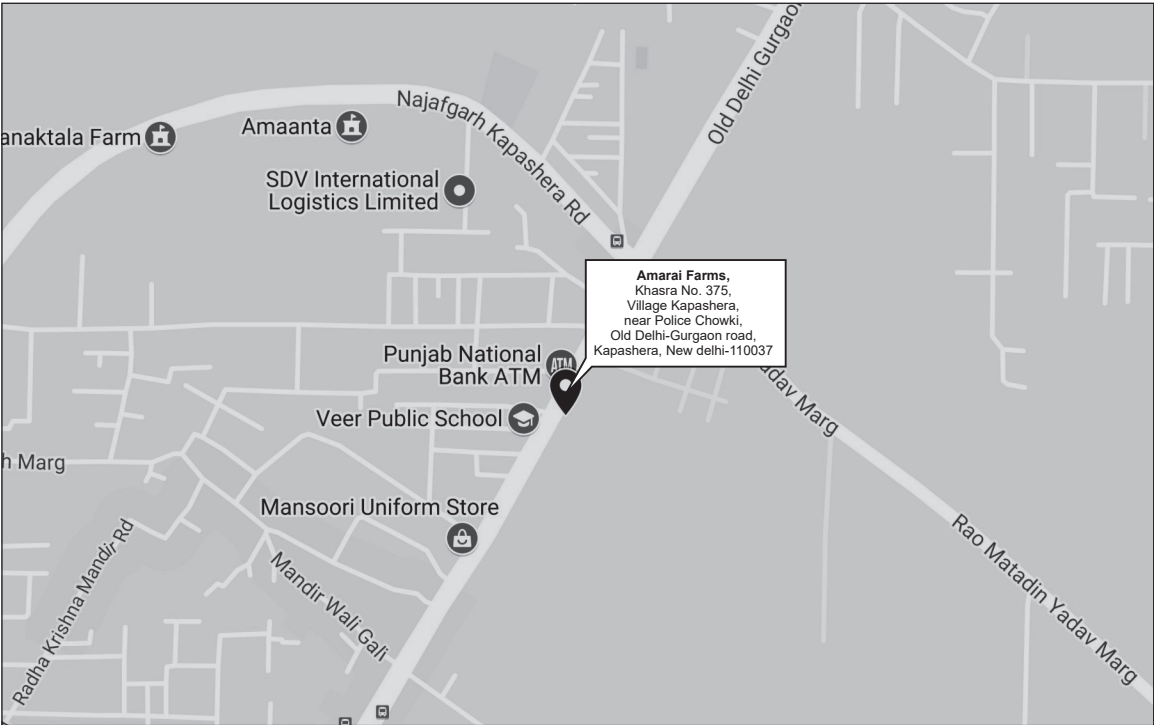 Old Delhi Gurgaon
Najafgarh Kapashera Rd
anaktala Farm
Amaanta
SDV International
Logistics Limited
Amarai Farms,
Khasra No. 375,
Village Kapashera,
near Police Chowki,
Old Delhi-Gurgaon road,
Kapashera, New delhi-110037
Punjab National
Bank ATM
ATM
Veer Public School
adav Marg
h Marg
Mansoori Uniform Store
Rao Matadin Yadav Marg
Radha Krishna Mandir Rd
Mandir Wali Gali